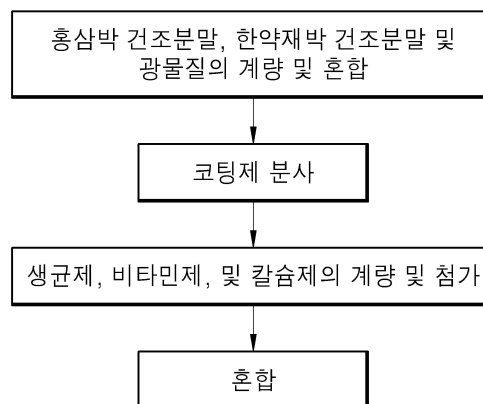 홍삼박 건조분말, 한약재박 건조분말 및
광물질의 계량 및 혼합
코팅제 분사
생균제, 비타민제, 및 칼슘제의 계량 및 첨가
혼합